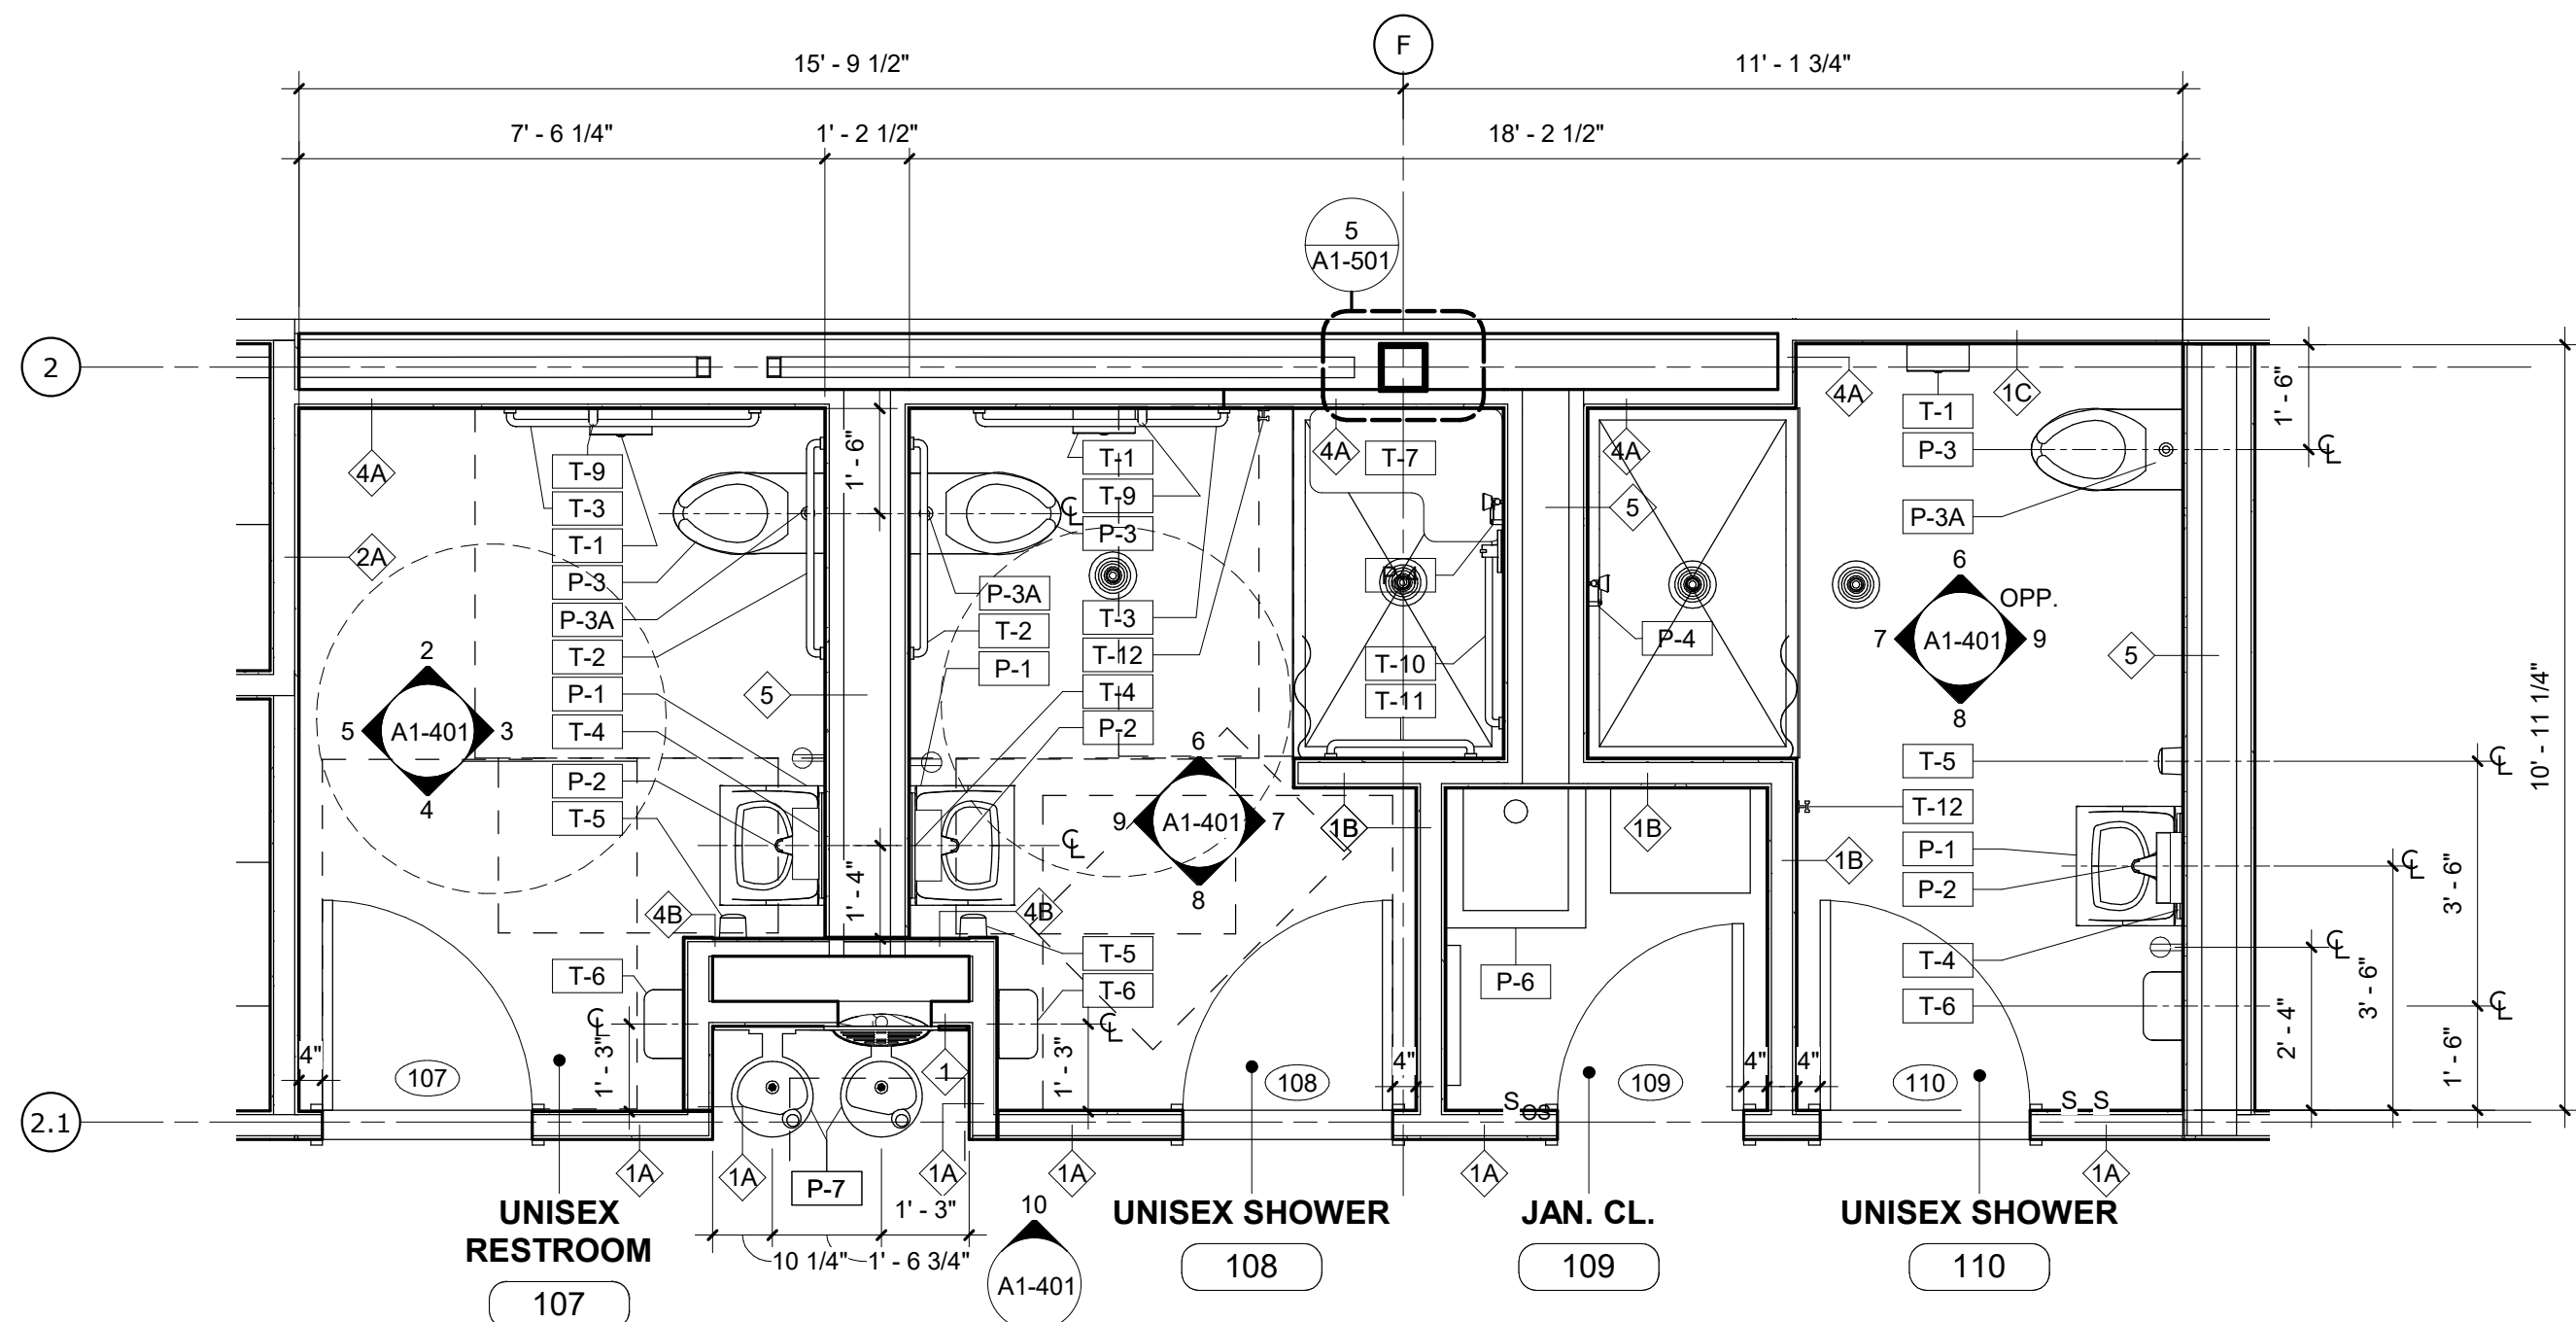 F
15' - 9 1/2"
11' - 1 3/4"
7' - 6 1/4"
1' - 2 1/2"
18' - 2 1/2"
5
A1-501
2
4A
1C
1' - 6"
T-1
P-3
℄
P-3A
6
OPP.
7
A1-401
9
8
5
T-5
T-12
P-1
P-2
T-4
T-6
℄
℄
℄
℄
10' - 11 1/4"
3' - 6"
3' - 6"
2' - 4"
1' - 6"
4A
2A
T-9
T-3
T-1
P-3
P-3A
T-2
P-1
T-4
P-2
T-5
T-6
1' - 6"
℄
T-1
T-9
P-3
P-3A
T-2
P-1
T-3
T-12
T-4
P-2
4A
T-7
P-4
T-10
T-11
4A
5
P-4
2
5
A1-401
3
4
5
6
9
A1-401
7
8
℄
1' - 4"
4B
4B
1B
1B
1B
T-5
T-6
P-6
℄
℄
4"
1' - 3"
1' - 3"
4"
4"
4"
107
1
108
109
110
S
OS
S
S
2.1
1A
1A
1A
1A
1A
1A
P-7
1' - 3"
10 1/4"
1' - 6 3/4"
10
A1-401
UNISEX
RESTROOM
107
UNISEX SHOWER
108
JAN. CL.
109
UNISEX SHOWER
110